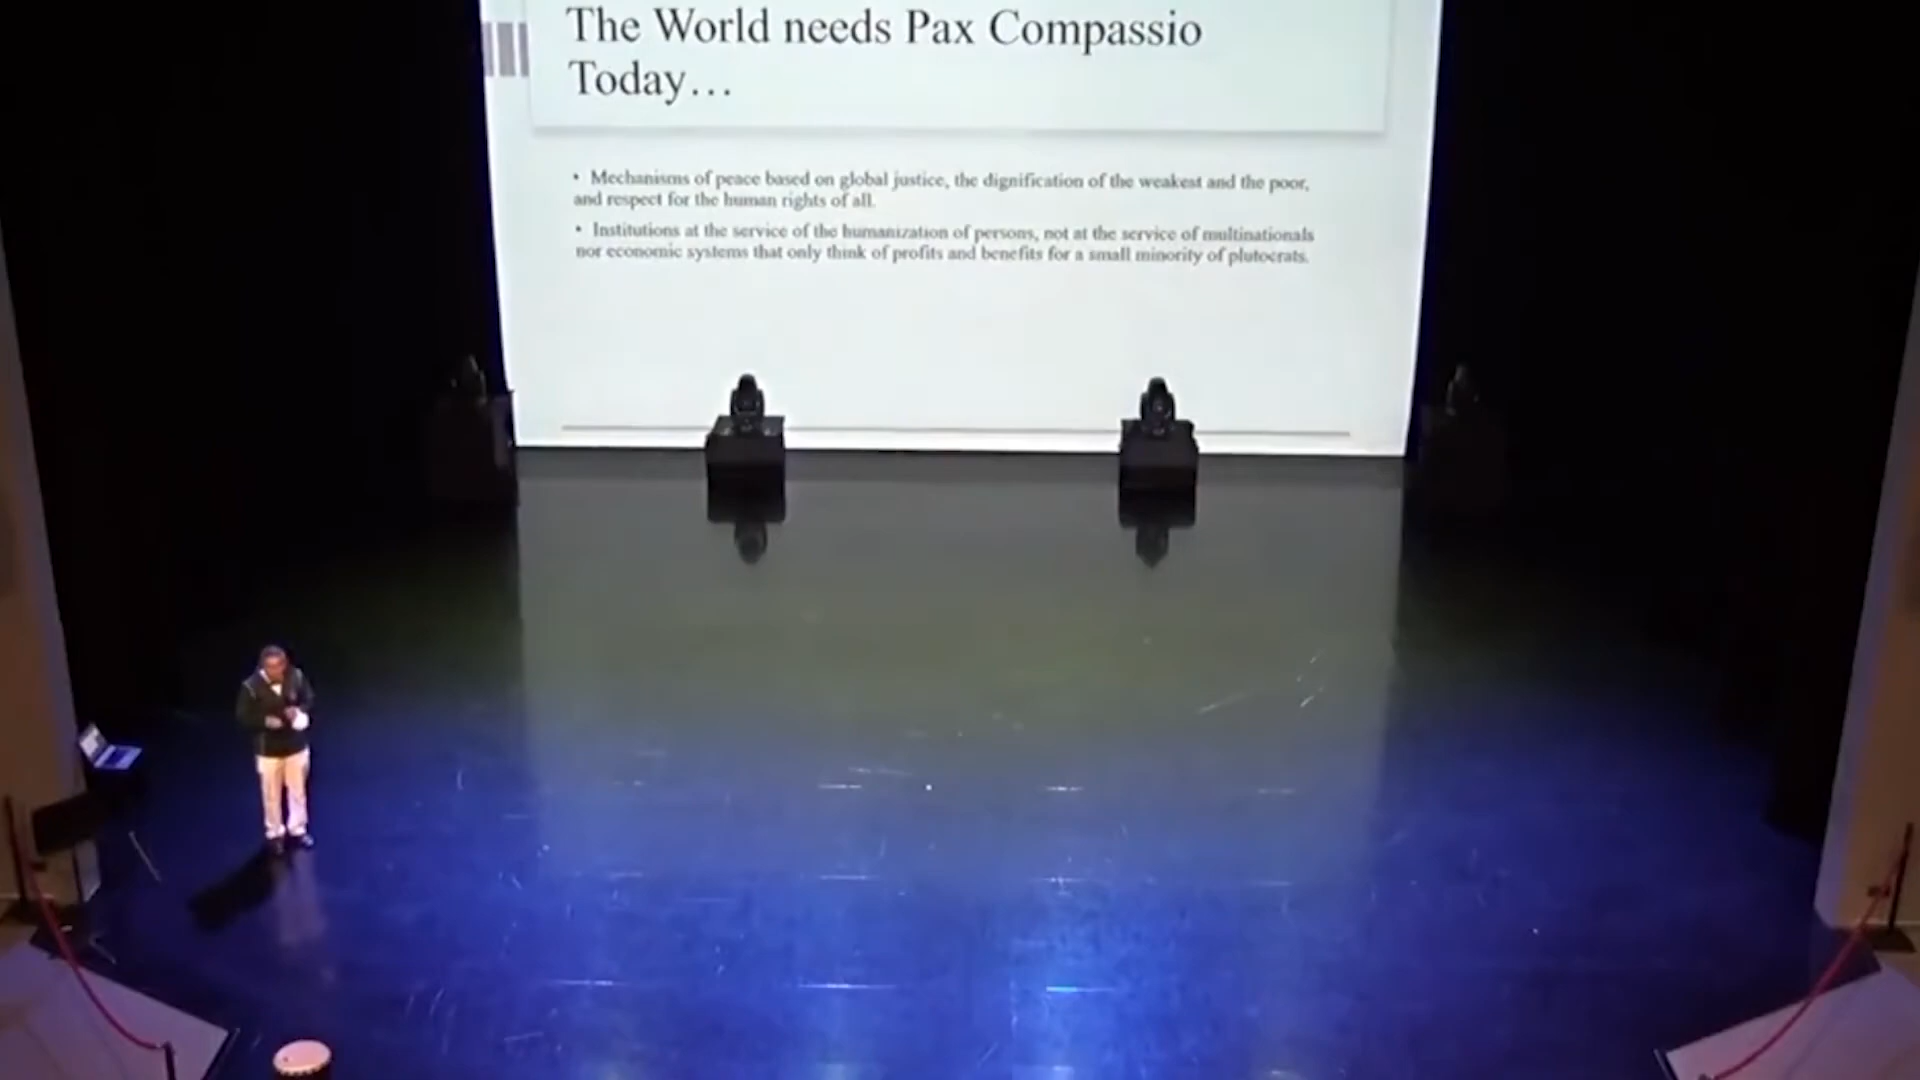 The World needs Pax Compassio
Today…
• Mechanisms of peace based on global justice, the dignification of the weakest and the poor,
and respect for the human rights of all.
• Institutions at the service of the humanization of persons, not at the service of multinationals
nor economic systems that only think of profits and benefits for a small minority of plutocrats.